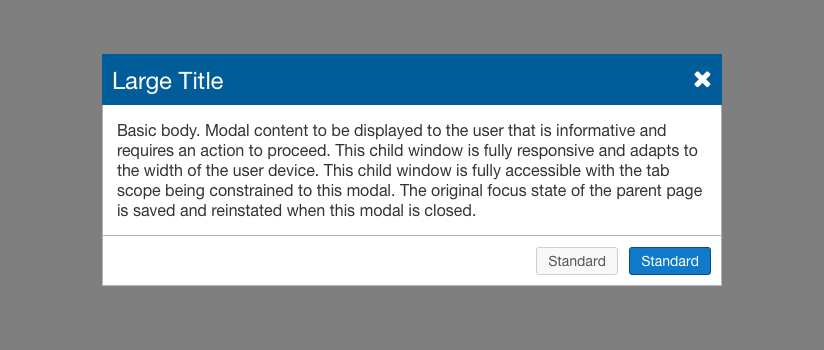 Large Title
Basic body. Modal content to be displayed to the user that is informative and
requires an action to proceed. This child window is fully responsive and adapts to
the width of the user device. This child window is fully accessible with the tab
scope being constrained to this modal. The original focus state of the parent page
is saved and reinstated when this modal is closed.
Standard Standard